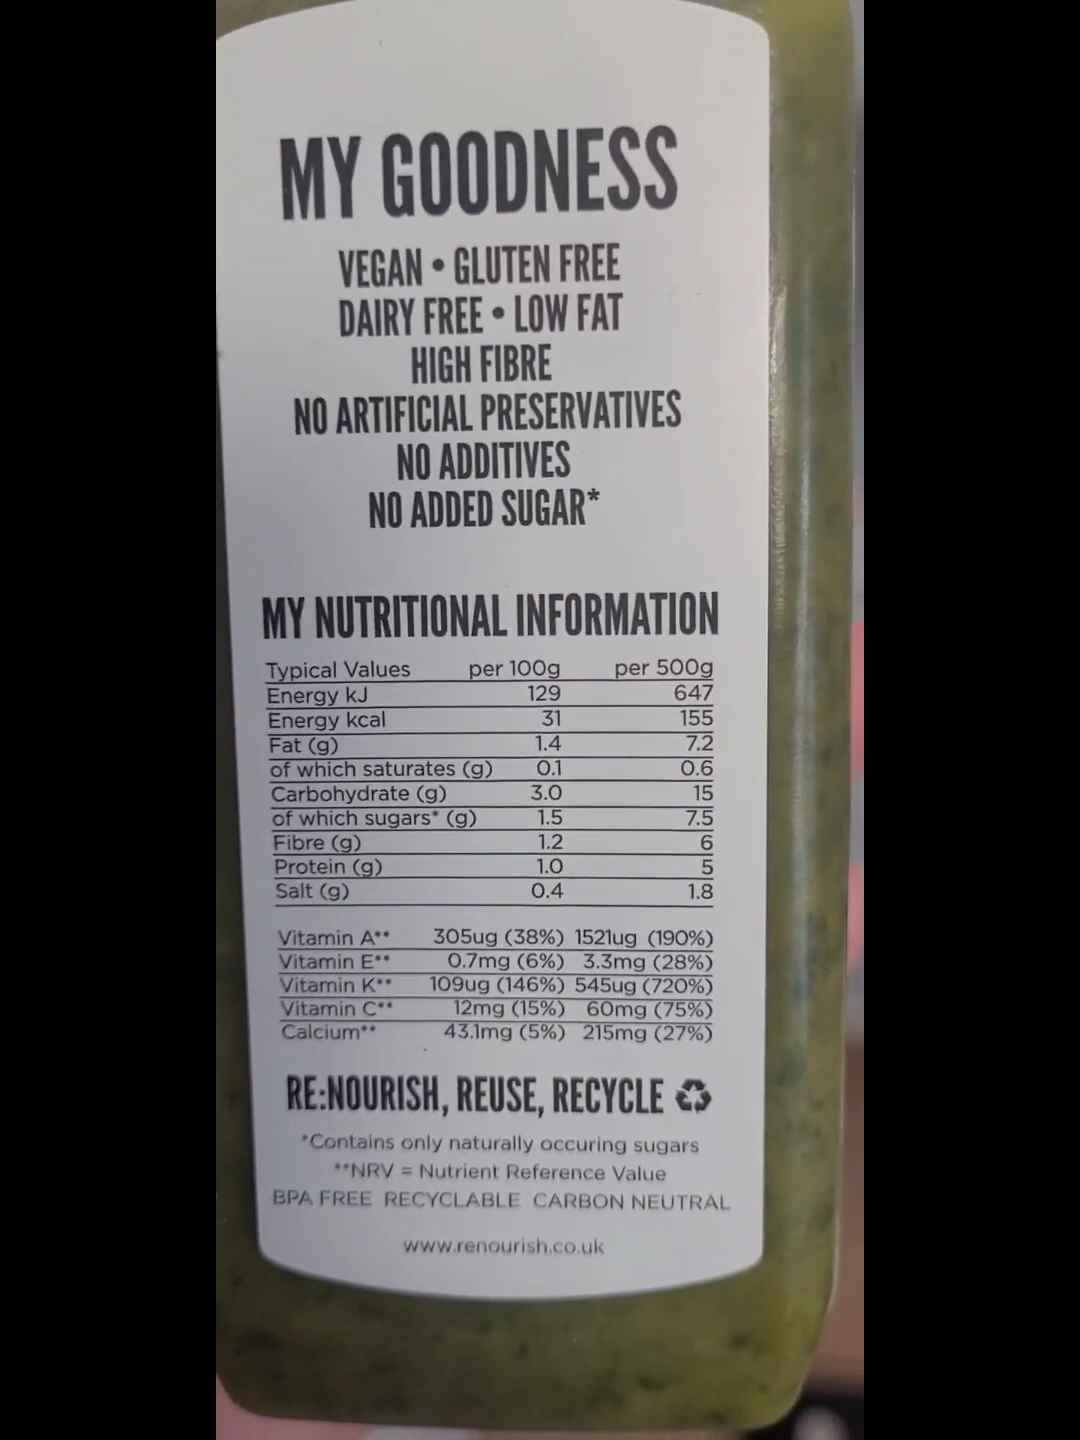 MY GOODNESS
VEGAN • GLUTEN FREE
DAIRY FREE • LOW FAT
HIGH FIBRE
NO ARTIFICIAL PRESERVATIVES
NO ADDITIVES
NO ADDED SUGAR*
MY NUTRITIONAL INFORMATION
Typical Values per 100g per 500g
Energy kJ 129 647
Energy kcal 31 155
Fat (g) 1.4 7.2
of which saturates (g) 0.1 0.6
Carbohydrate (g) 3.0 15
of which sugars* (g) 1.5 7.5
Fibre (g) 1.2 6
Protein (g) 1.0 5
Salt (g) 0.4 1.8
Vitamin A** 305ug (38%) 1521ug (190%)
Vitamin E** 0.7mg (6%) 3.3mg (28%)
Vitamin K** 109ug (146%) 545ug (720%)
Vitamin C** 12mg (15%) 60mg (75%)
Calcium** 43.1mg (5%) 215mg (27%)
RE:NOURISH, REUSE, RECYCLE
*Contains only naturally occuring sugars
**NRV = Nutrient Reference Value
BPA FREE RECYCLABLE CARBON NEUTRAL
www.renourish.co.uk